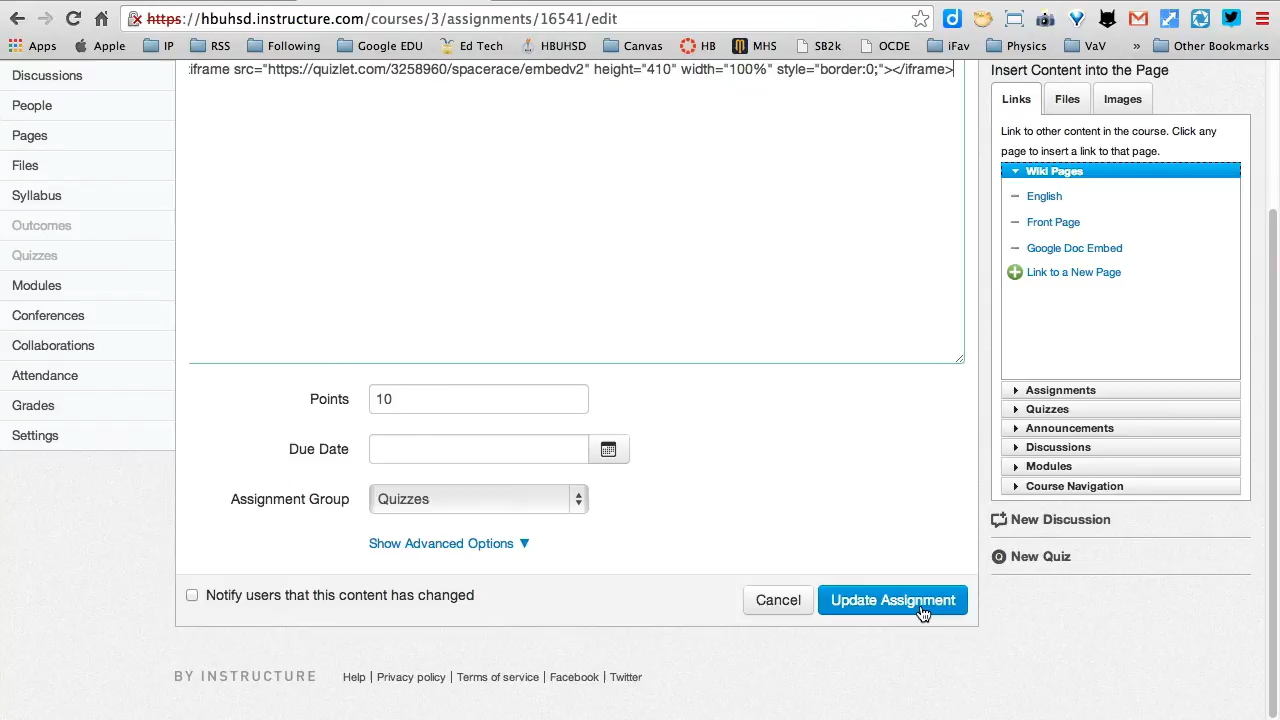 https://hbuhsd.instructure.com/courses/3/assignments/16541/edit
Apps Apple IP RSS Following Google EDU Ed Tech HBUHSD Canvas HB MHS SB2k OCDE iFav Physics VaV » Other Bookmarks
Discussions
People
Pages
Files
Syllabus
Outcomes
Quizzes
Modules
Conferences
Collaborations
Attendance
Grades
Settings
iframe src="https://quizlet.com/3258960/spacerace/embedv2" height="410" width="100%" style="border:0;"></iframe>
Points 10
Due Date
Assignment Group Quizzes
Show Advanced Options ▼
Notify users that this content has changed
Cancel Update Assignment
Insert Content into the Page
Links Files Images
Link to other content in the course. Click any
page to insert a link to that page.
Wiki Pages
English
Front Page
Google Doc Embed
Link to a New Page
Assignments
Quizzes
Announcements
Discussions
Modules
Course Navigation
New Discussion
New Quiz
BY INSTRUCTURE Help | Privacy policy | Terms of service | Facebook | Twitter